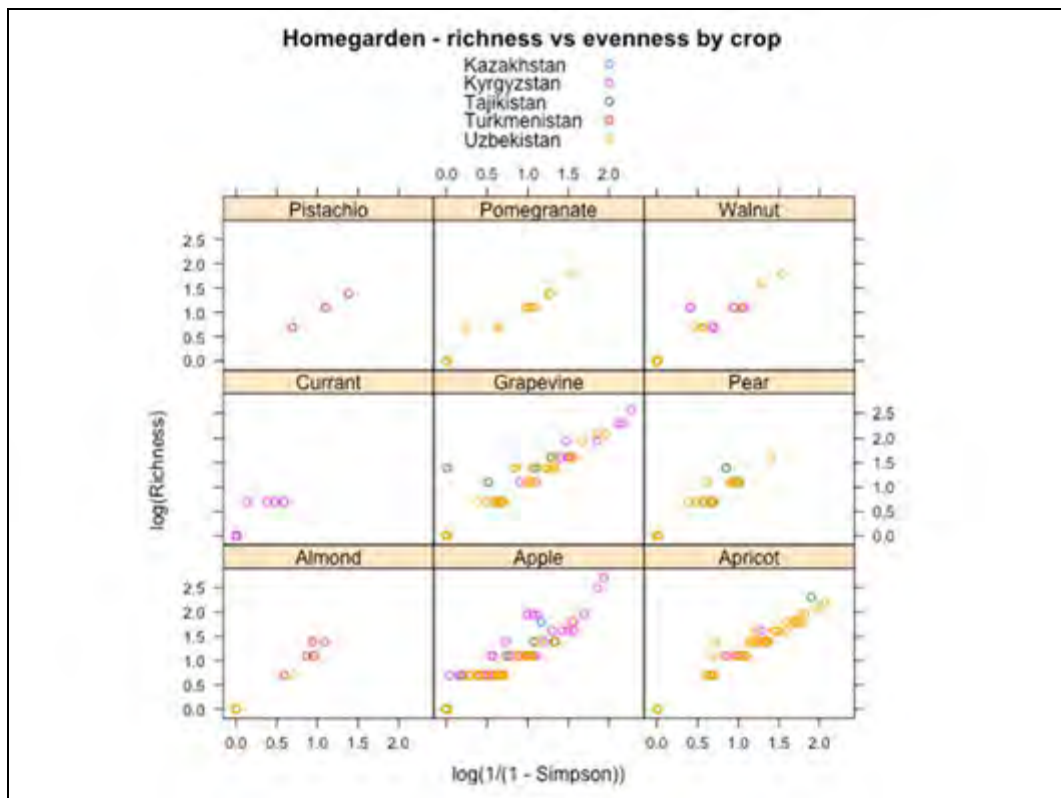 Homegarden - richness vs evenness by crop
Kazakhstan
Kyrgyzstan
Tajikistan
Turkmenistan
Uzbekistan
0.0 0.5 1.0 1.5 2.0
Pistachio Pomegranate Walnut
2.5
2.0
1.5
1.0
0.5
0.0
Currant Grapevine Pear
2.5
2.0
1.5
1.0
0.5
0.0
log(Richness)
Almond Apple Apricot
2.5
2.0
1.5
1.0
0.5
0.0
0.0 0.5 1.0 1.5 2.0 0.0 0.5 1.0 1.5 2.0
log(1/(1 - Simpson))